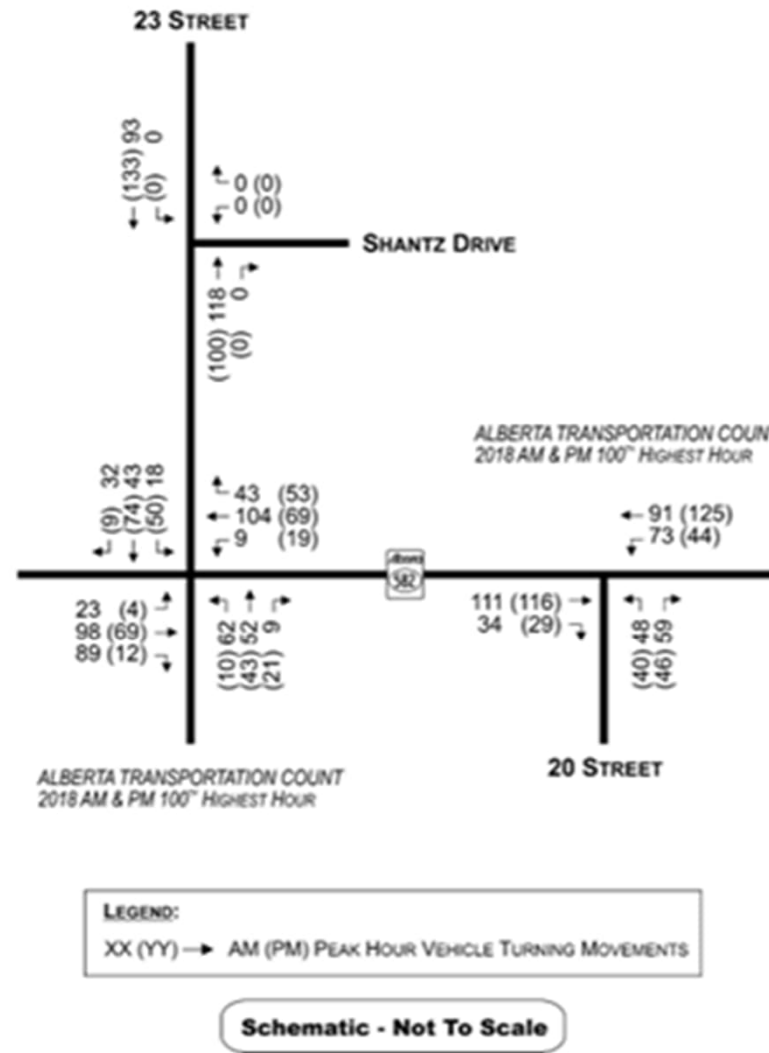 23 STREET
(133) 93
(0) 0
0 (0)
0 (0)
SHANTZ DRIVE
(100) 118
(0) 0
ALBERTA TRANSPORTATION COUN
2018 AM & PM 100TH HIGHEST HOUR
(9) 32
(74) 43
(50) 18
43 (53)
104 (69)
9 (19)
91 (125)
73 (44)
Alberta
582
23 (4)
98 (69)
89 (12)
(10) 62
(43) 52
(21) 9
111 (116)
34 (29)
(40) 48
(46) 59
20 STREET
ALBERTA TRANSPORTATION COUNT
2018 AM & PM 100TH HIGHEST HOUR
LEGEND:
XX (YY) → AM (PM) PEAK HOUR VEHICLE TURNING MOVEMENTS
Schematic - Not To Scale